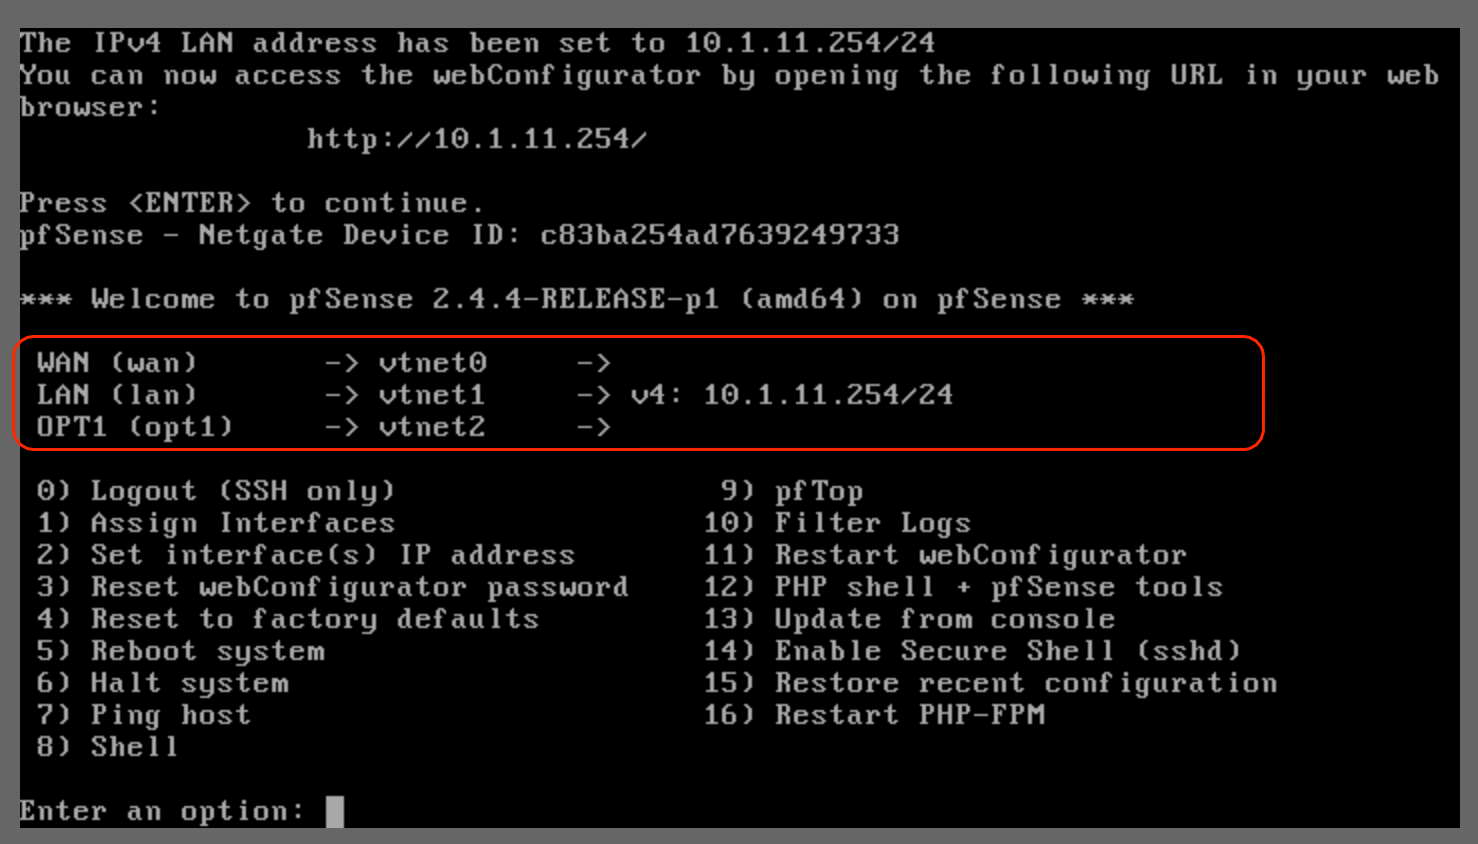 The IPv4 LAN address has been set to 10.1.11.254/24
You can now access the webConfigurator by opening the following URL in your web
browser:
http://10.1.11.254/
Press <ENTER> to continue.
pfSense - Netgate Device ID: c83ba254ad7639249733
*** Welcome to pfSense 2.4.4-RELEASE-p1 (amd64) on pfSense ***
WAN (wan) -> vtnet0 ->
LAN (lan) -> vtnet1 -> v4: 10.1.11.254/24
OPT1 (opt1) -> vtnet2 ->
0) Logout (SSH only) 9) pfTop
1) Assign Interfaces 10) Filter Logs
2) Set interface(s) IP address 11) Restart webConfigurator
3) Reset webConfigurator password 12) PHP shell + pfSense tools
4) Reset to factory defaults 13) Update from console
5) Reboot system 14) Enable Secure Shell (sshd)
6) Halt system 15) Restore recent configuration
7) Ping host 16) Restart PHP-FPM
8) Shell
Enter an option: